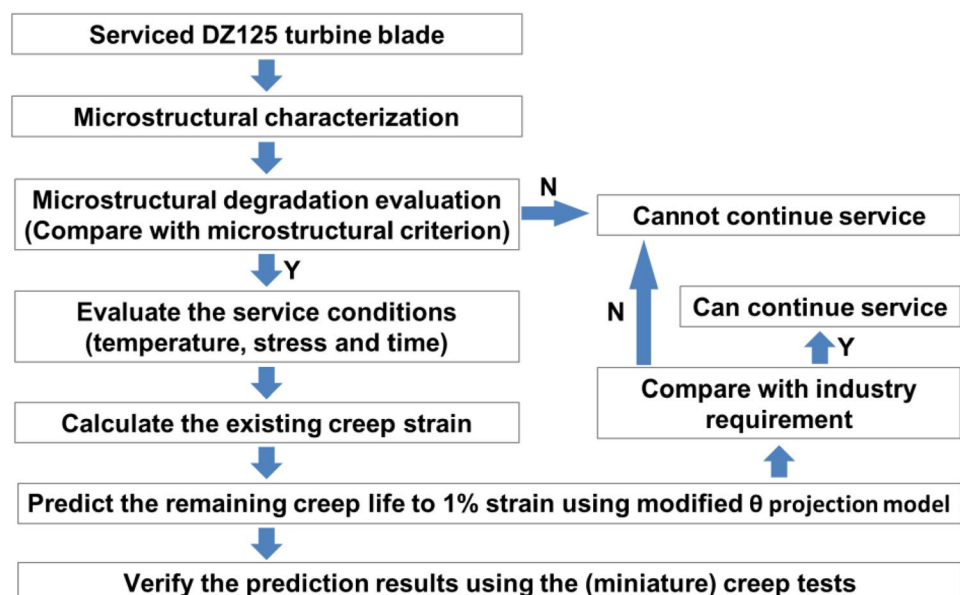 Serviced DZ125 turbine blade
Microstructural characterization
Microstructural degradation evaluation
(Compare with microstructural criterion)
N
Cannot continue service
Y
Evaluate the service conditions
(temperature, stress and time)
N
Can continue service
Y
Compare with industry
requirement
Calculate the existing creep strain
Predict the remaining creep life to 1% strain using modified θ projection model
Verify the prediction results using the (miniature) creep tests